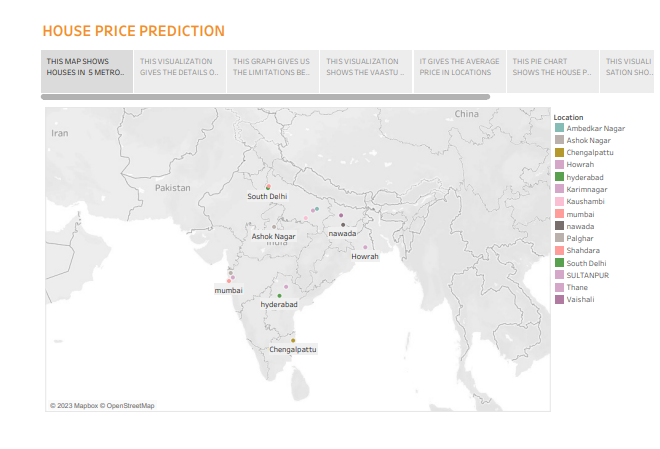 HOUSE PRICE PREDICTION
THIS MAP SHOWS
HOUSES IN 5 METRO..
THIS VISUALIZATION
GIVES THE DETAILS O..
THIS GRAPH GIVES US
THE LIMITATIONS BE..
THIS VISUALIZATION
SHOWS THE VAASTU ..
IT GIVES THE AVERAGE
PRICE IN LOCATIONS
THIS PIE CHART
SHOWS THE HOUSE P..
THIS VISUALI
SATION SHO..
Iran
China
Pakistan
South Delhi
Ashok Nagar
India
nawada
Howrah
mumbai
hyderabad
Chengalpattu
© 2023 Mapbox © OpenStreetMap
Location
Ambedkar Nagar
Ashok Nagar
Chengalpattu
Howrah
hyderabad
Karimnagar
Kaushambi
mumbai
nawada
Palghar
Shahdara
South Delhi
SULTANPUR
Thane
Vaishali